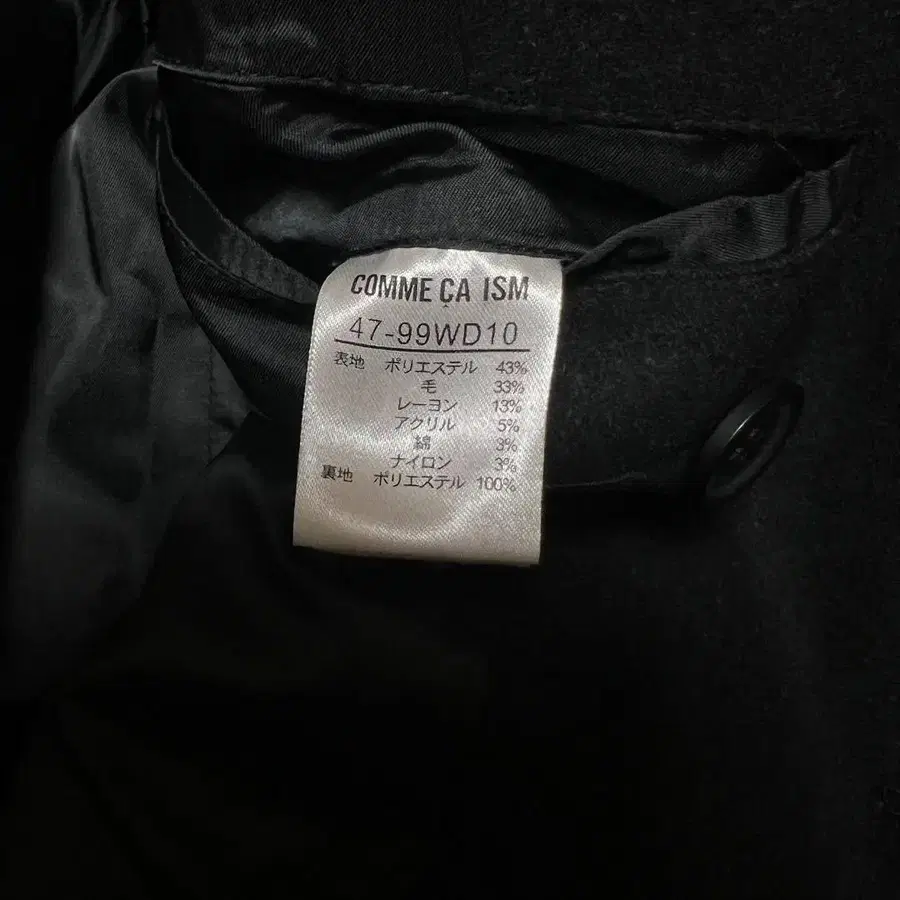 COMME ÇA ISM
47-99WD10
表地 ポリエステル 43%
毛 33%
レーヨン 13%
アクリル 5%
綿 3%
ナイロン 3%
裏地 ポリエステル 100%